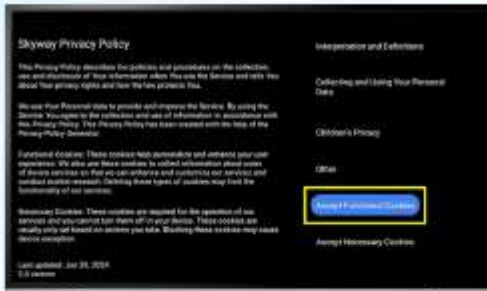 Skyway Privacy Policy
This Privacy Policy describes Our policies and procedures on the collection,
use and disclosure of Your information when You use the Service and tells You
about Your privacy rights and how the law protects You.
We use Your Personal data to provide and improve the Service. By using the
Service, You agree to the collection and use of information in accordance with
this Privacy Policy. This Privacy Policy has been created with the help of the
Privacy Policy Generator.
Functional Cookies: These cookies help personalize and enhance your user
experience. We also use these cookies to collect information about users
of device services so that we can enhance and customize our services and
conduct market research. Deleting these types of cookies may limit the
functionality of our services.
Necessary Cookies: These cookies are required for the operation of our
services and you cannot turn them off in your device. These cookies are
usually only set based on actions you take. Blocking these cookies may cause
device exception.
Last updated: Jan 29, 2024
version
Interpretation and Definitions
Collecting and Using Your Personal
Data
Children's Privacy
Other
Accept Functional Cookies
Accept Necessary Cookies